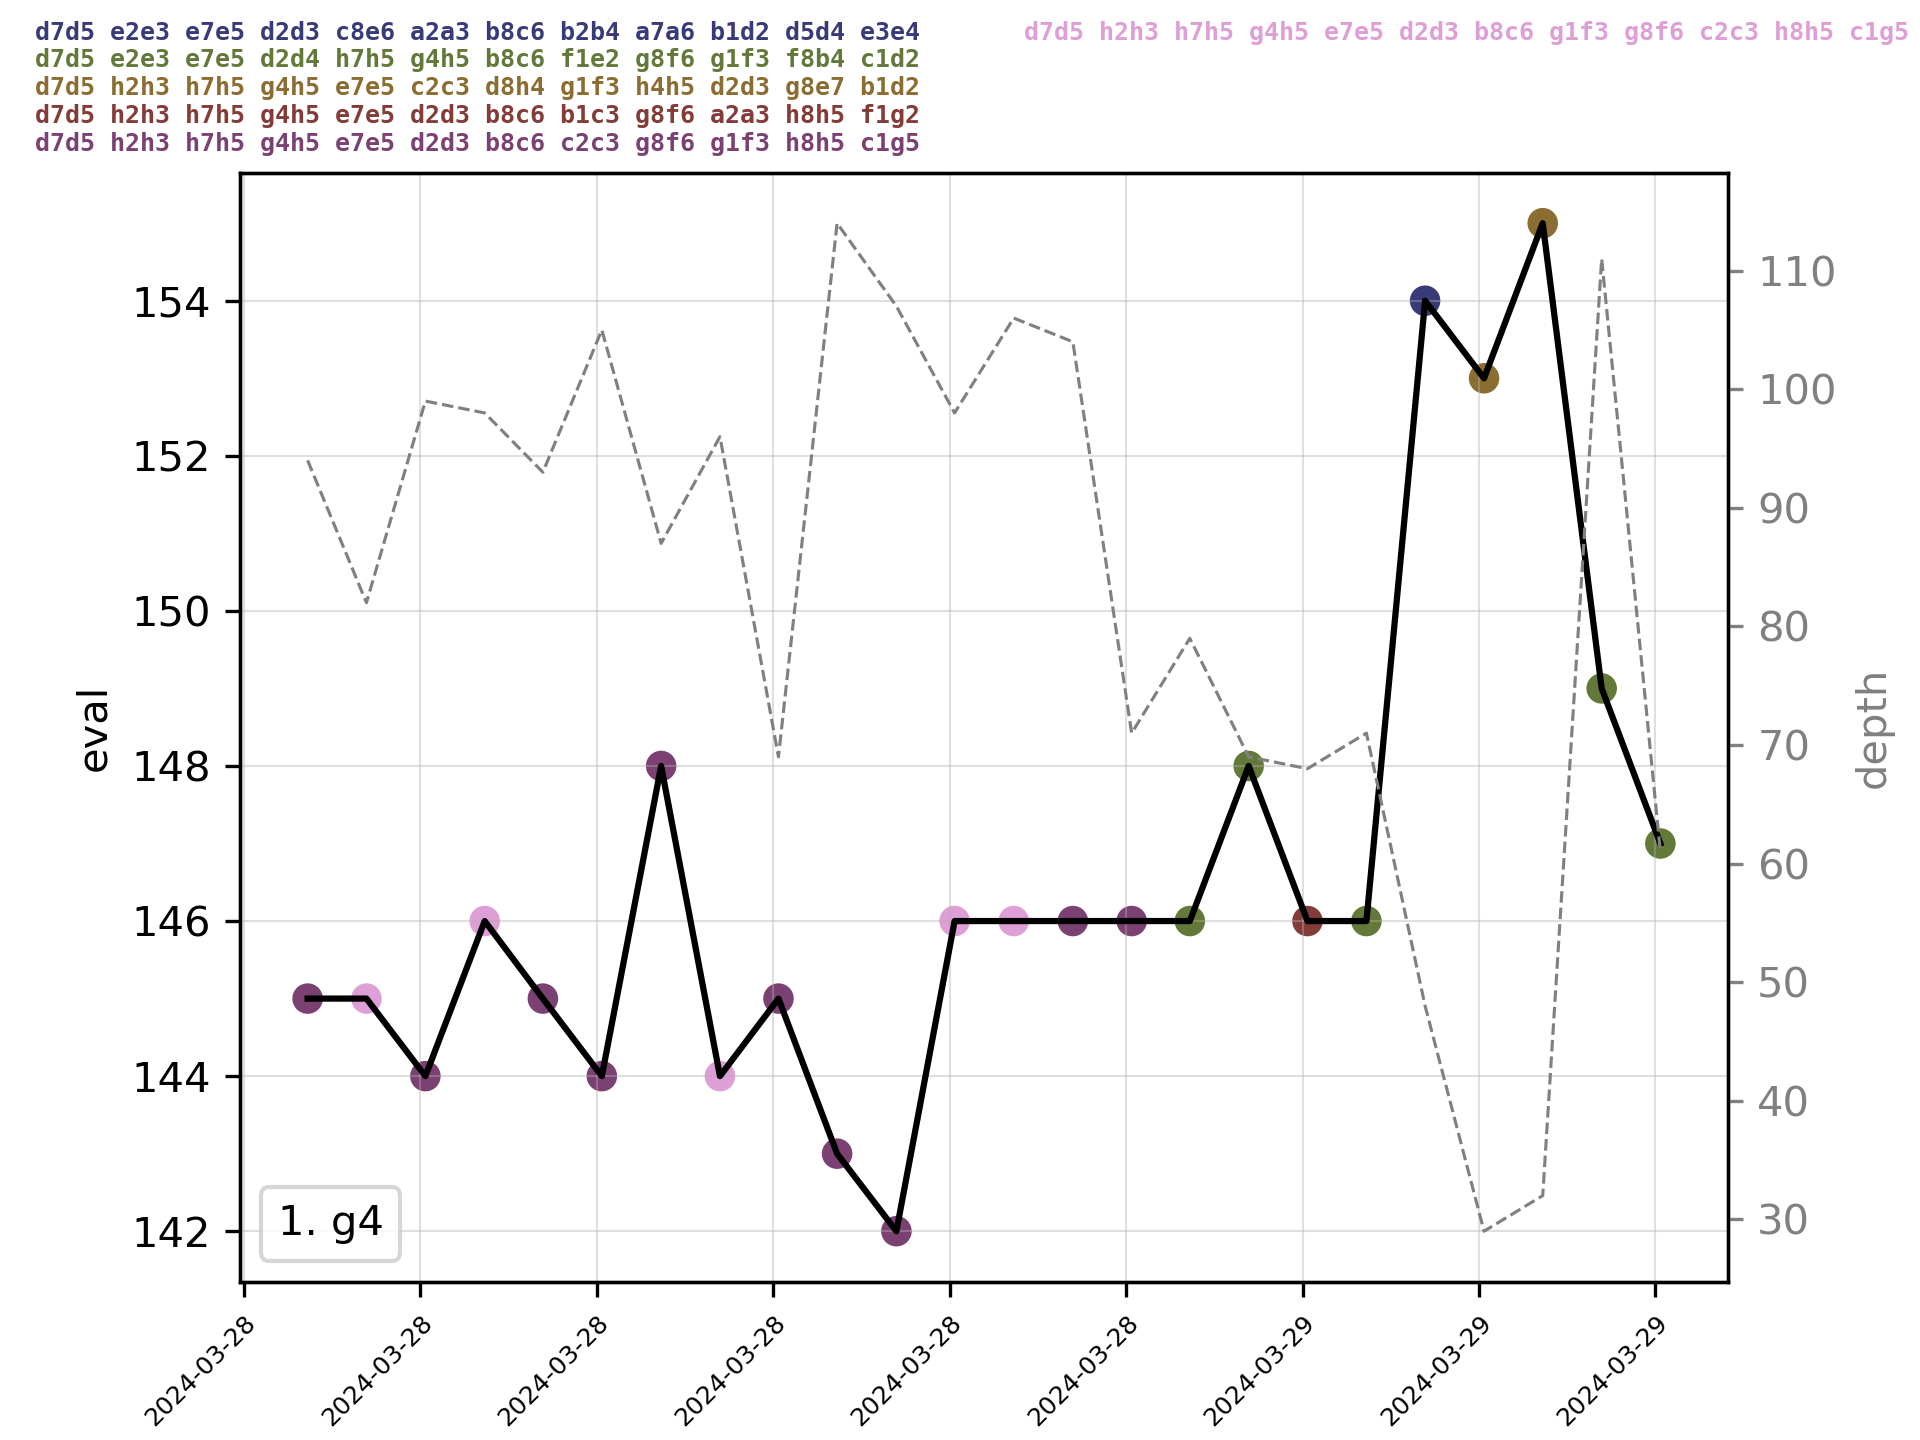 d7d5 e2e3 e7e5 d2d3 c8e6 a2a3 b8c6 b2b4 a7a6 b1d2 d5d4 e3e4
d7d5 e2e3 e7e5 d2d4 h7h5 g4h5 b8c6 f1e2 g8f6 g1f3 f8b4 c1d2
d7d5 h2h3 h7h5 g4h5 e7e5 c2c3 d8h4 g1f3 h4h5 d2d3 g8e7 b1d2
d7d5 h2h3 h7h5 g4h5 e7e5 d2d3 b8c6 b1c3 g8f6 a2a3 h8h5 f1g2
d7d5 h2h3 h7h5 g4h5 e7e5 d2d3 b8c6 c2c3 g8f6 g1f3 h8h5 c1g5
d7d5 h2h3 h7h5 g4h5 e7e5 d2d3 b8c6 g1f3 g8f6 c2c3 h8h5 c1g5
eval
154
152
150
148
146
144
142
1. g4
110
100
90
80
70
60
50
40
30
depth
2024-03-28
2024-03-28
2024-03-28
2024-03-28
2024-03-28
2024-03-28
2024-03-29
2024-03-29
2024-03-29